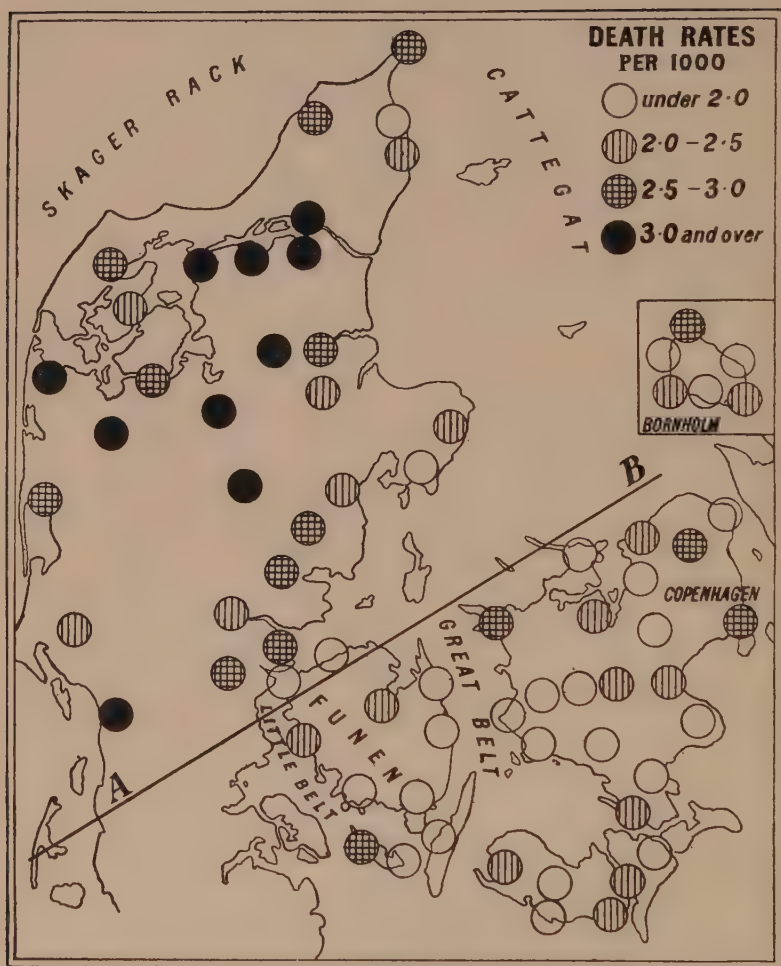 DEATH RATES
PER 1000
under 2·0
2·0 – 2·5
2·5 – 3·0
3·0 and over
SKAGER RACK
CATTEGAT
BORNHOLM
B
COPENHAGEN
GREAT BELT
FUNEN
LITTLE BELT
A